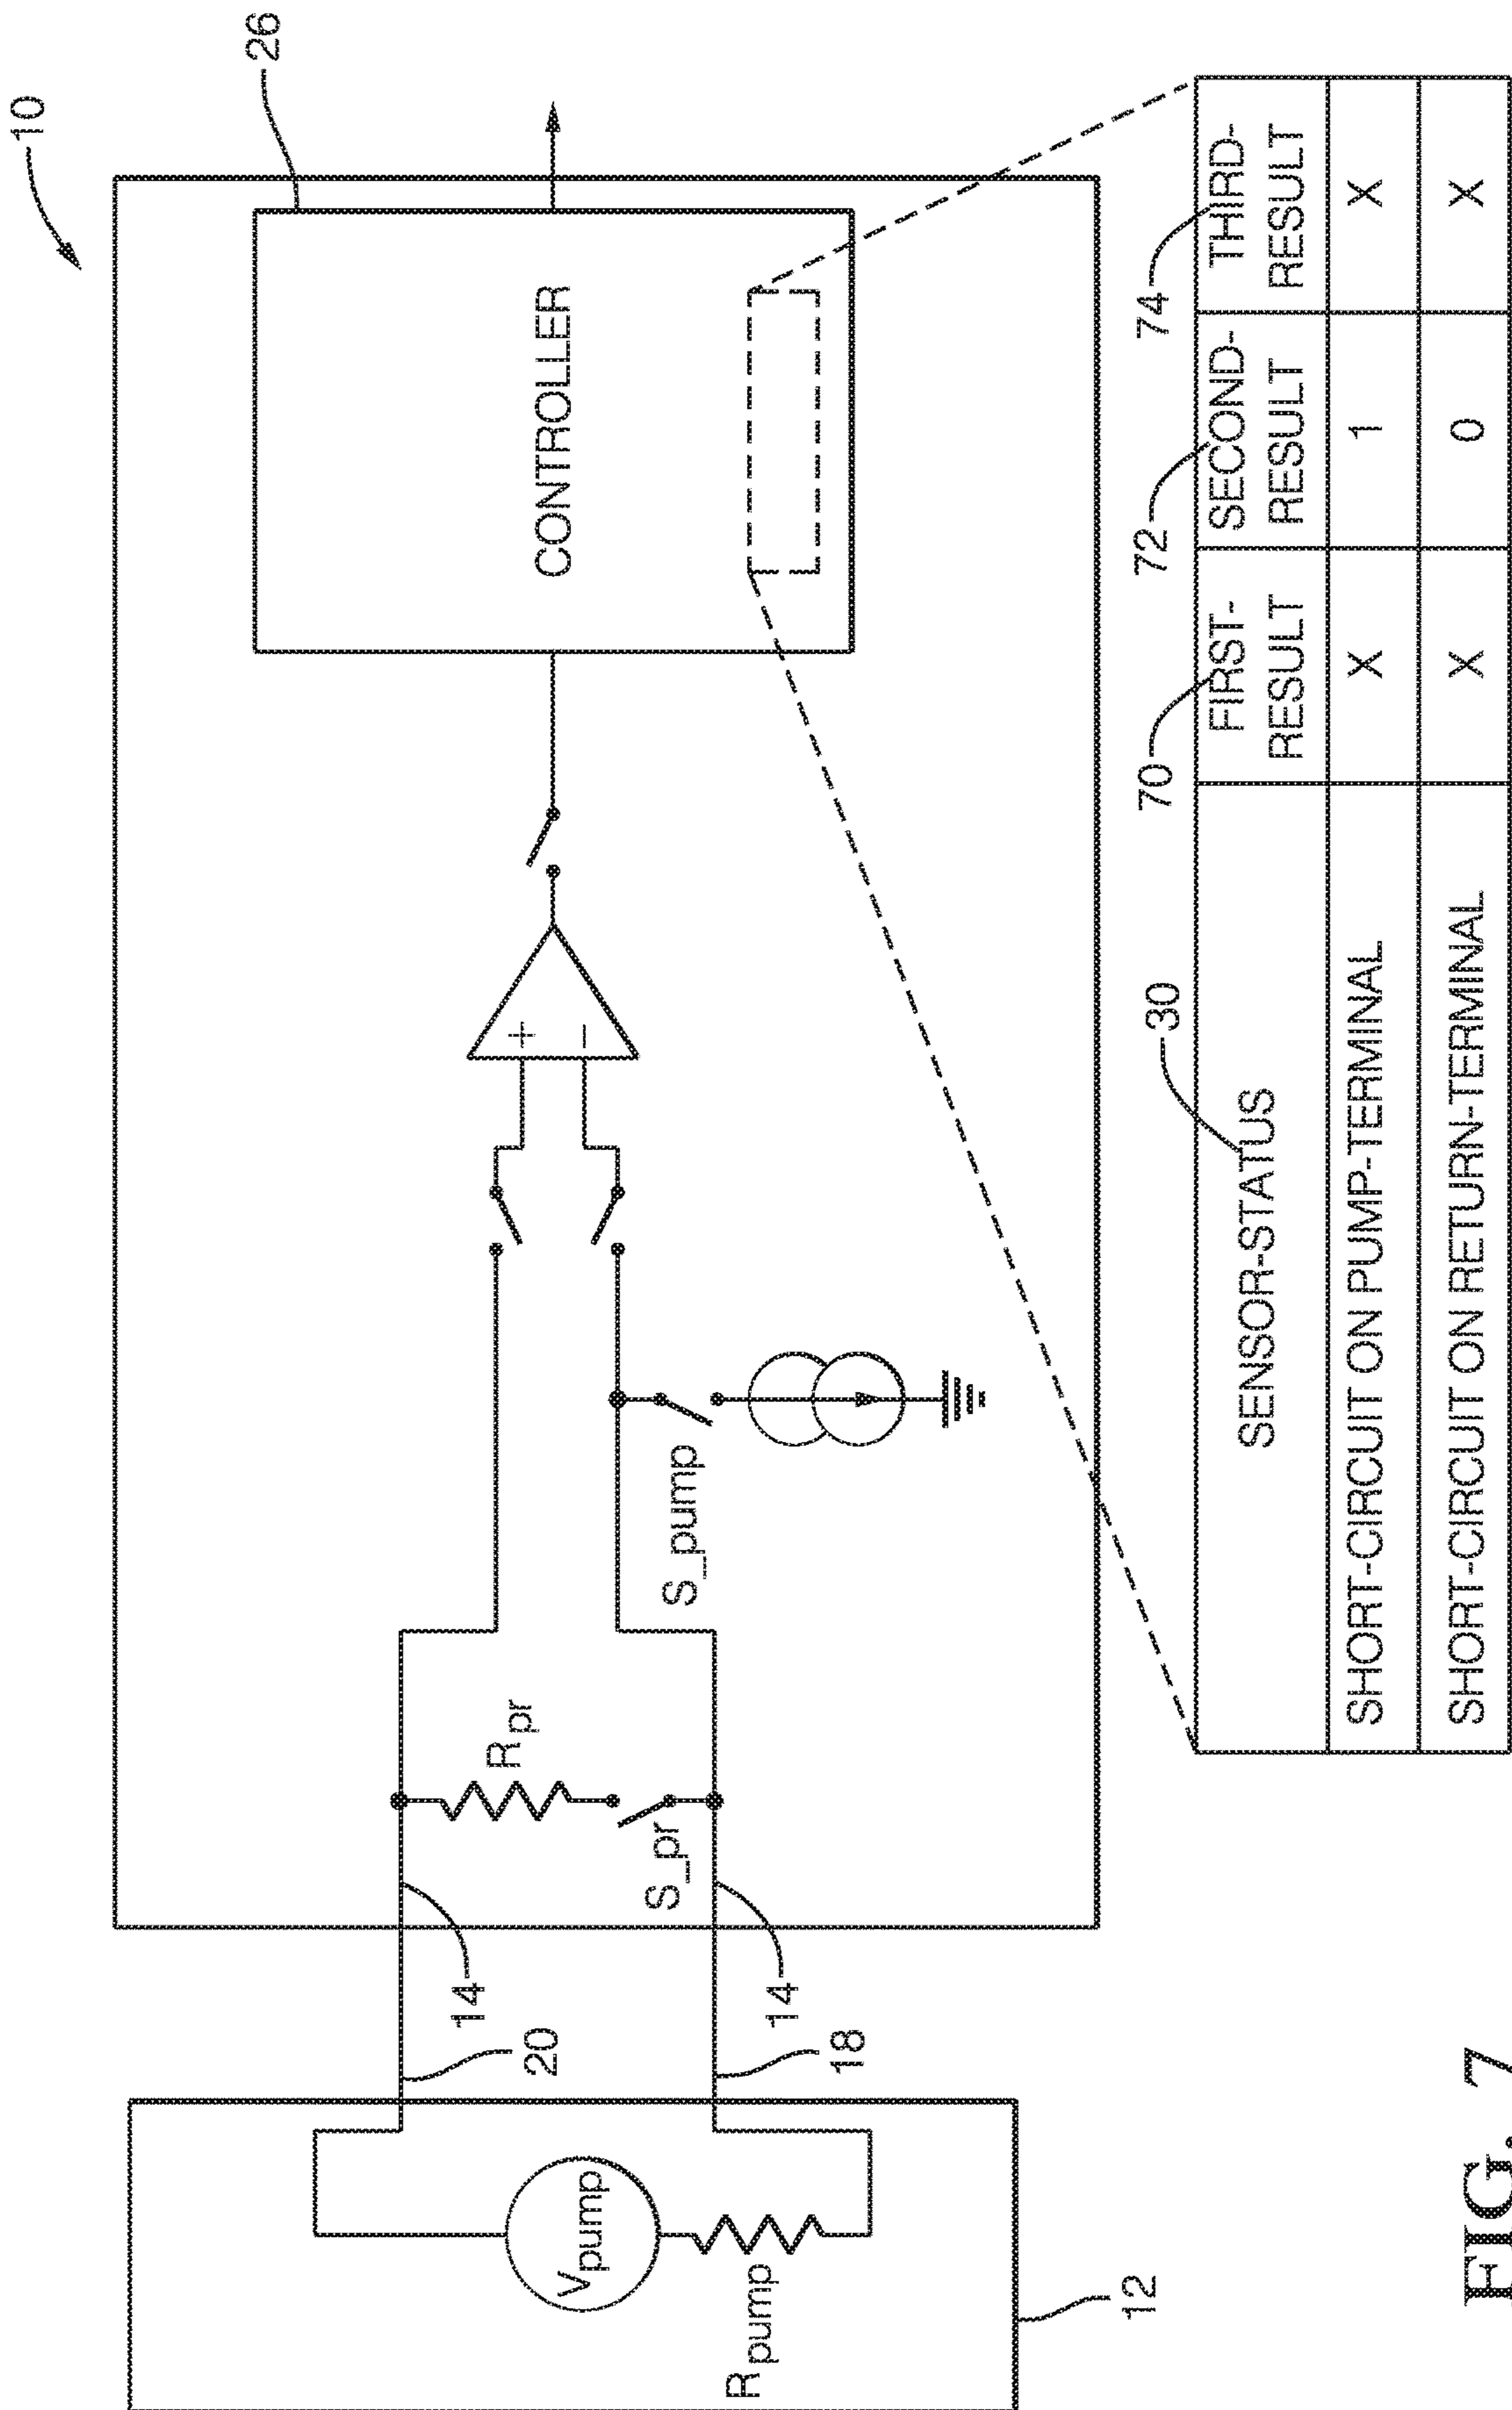 10
26
CONTROLLER
+
−
S_pump
R pr
S_pr
14
20
14
18
V pump
R pump
12
30
70
72
74
SENSOR-STATUS
FIRST-
RESULT
SECOND-
RESULT
THIRD-
RESULT
SHORT-CIRCUIT ON PUMP-TERMINAL
X
1
X
SHORT-CIRCUIT ON RETURN-TERMINAL
X
0
X
FIG. 7